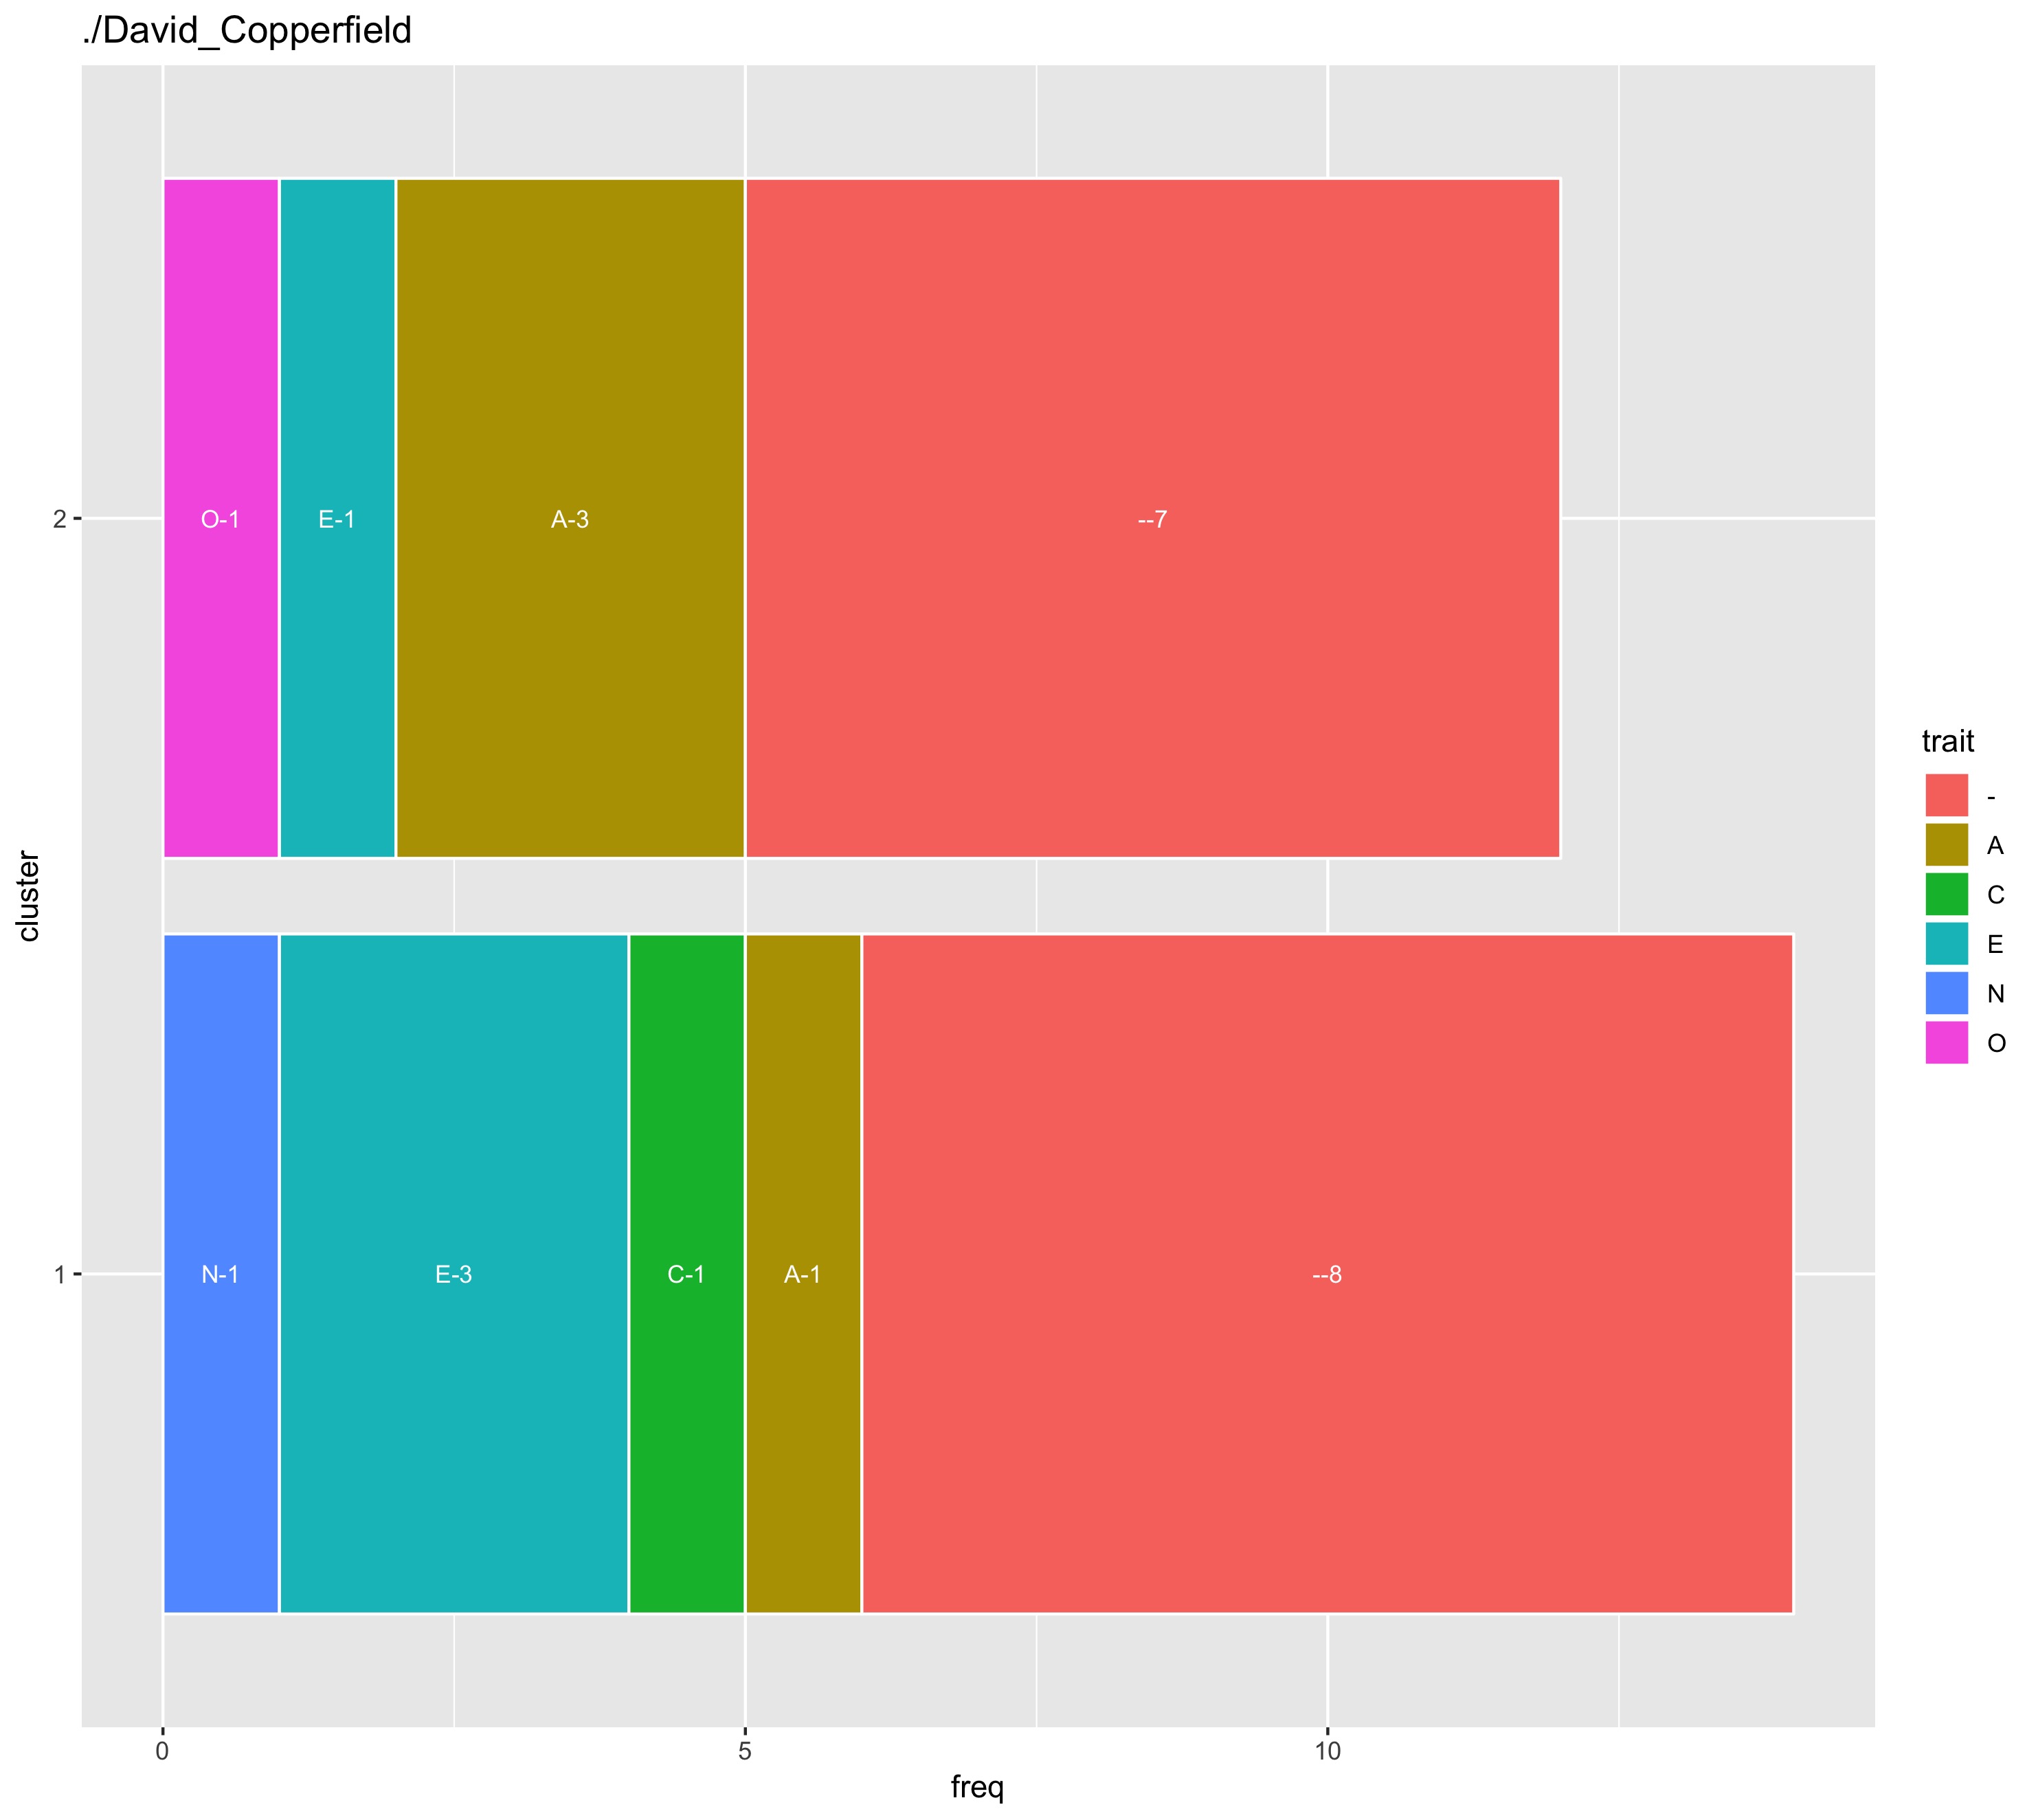 ./David_Copperfield
2
O-1 E-1 A-3 --7
cluster
1
N-1 E-3 C-1 A-1 --8
0 5 10
freq
trait
-
A
C
E
N
O